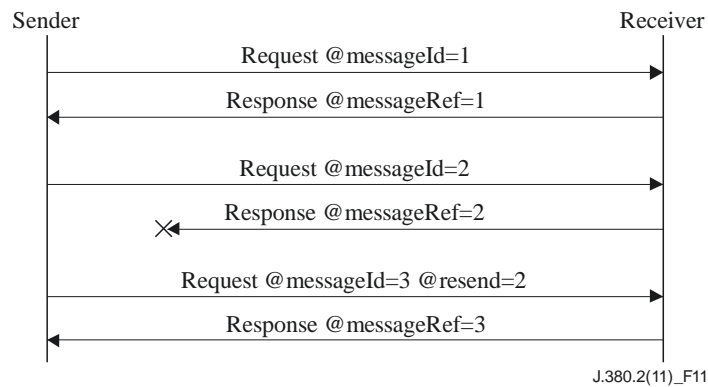 Sender
Receiver
Request @messageId=1
Response @messageRef=1
Request @messageId=2
Response @messageRef=2
Request @messageId=3 @resend=2
Response @messageRef=3
J.380.2(11)_F11